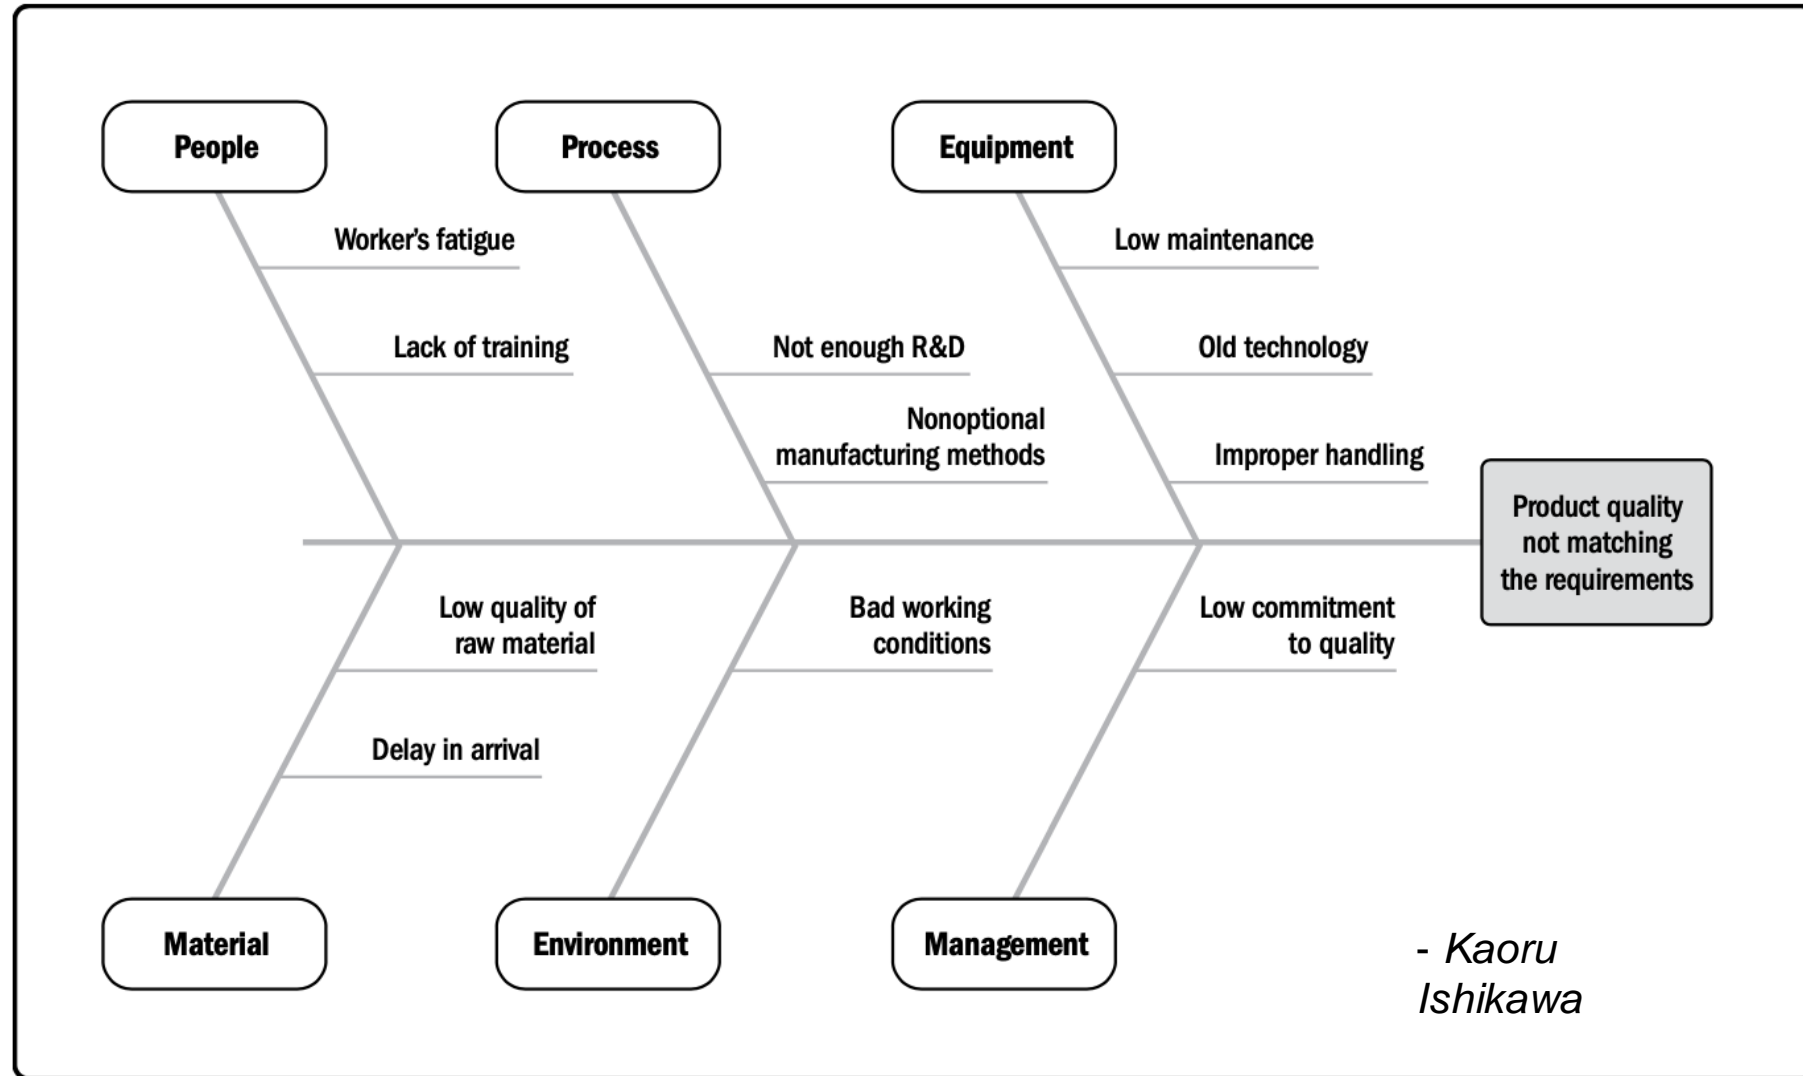 People
Process
Equipment
Worker's fatigue
Low maintenance
Lack of training
Not enough R&D
Old technology
Nonoptional
manufacturing methods
Improper handling
Product quality
not matching
the requirements
Low quality of
raw material
Bad working
conditions
Low commitment
to quality
Delay in arrival
Material
Environment
Management
- Kaoru
Ishikawa